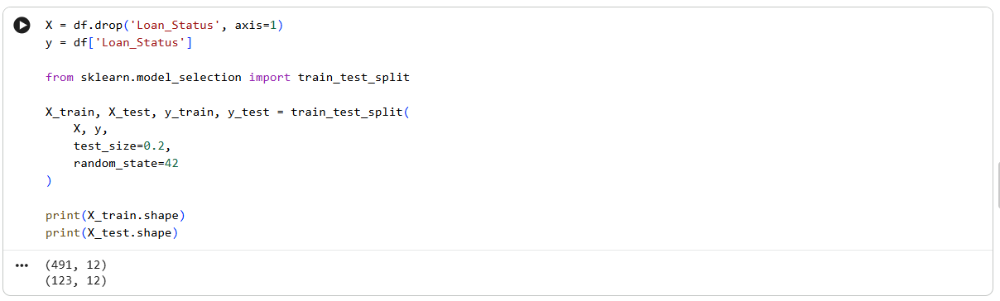 X = df.drop('Loan_Status', axis=1)
y = df['Loan_Status']
from sklearn.model_selection import train_test_split
X_train, X_test, y_train, y_test = train_test_split(
    X, y,
    test_size=0.2,
    random_state=42
)
print(X_train.shape)
print(X_test.shape)
(491, 12)
(123, 12)